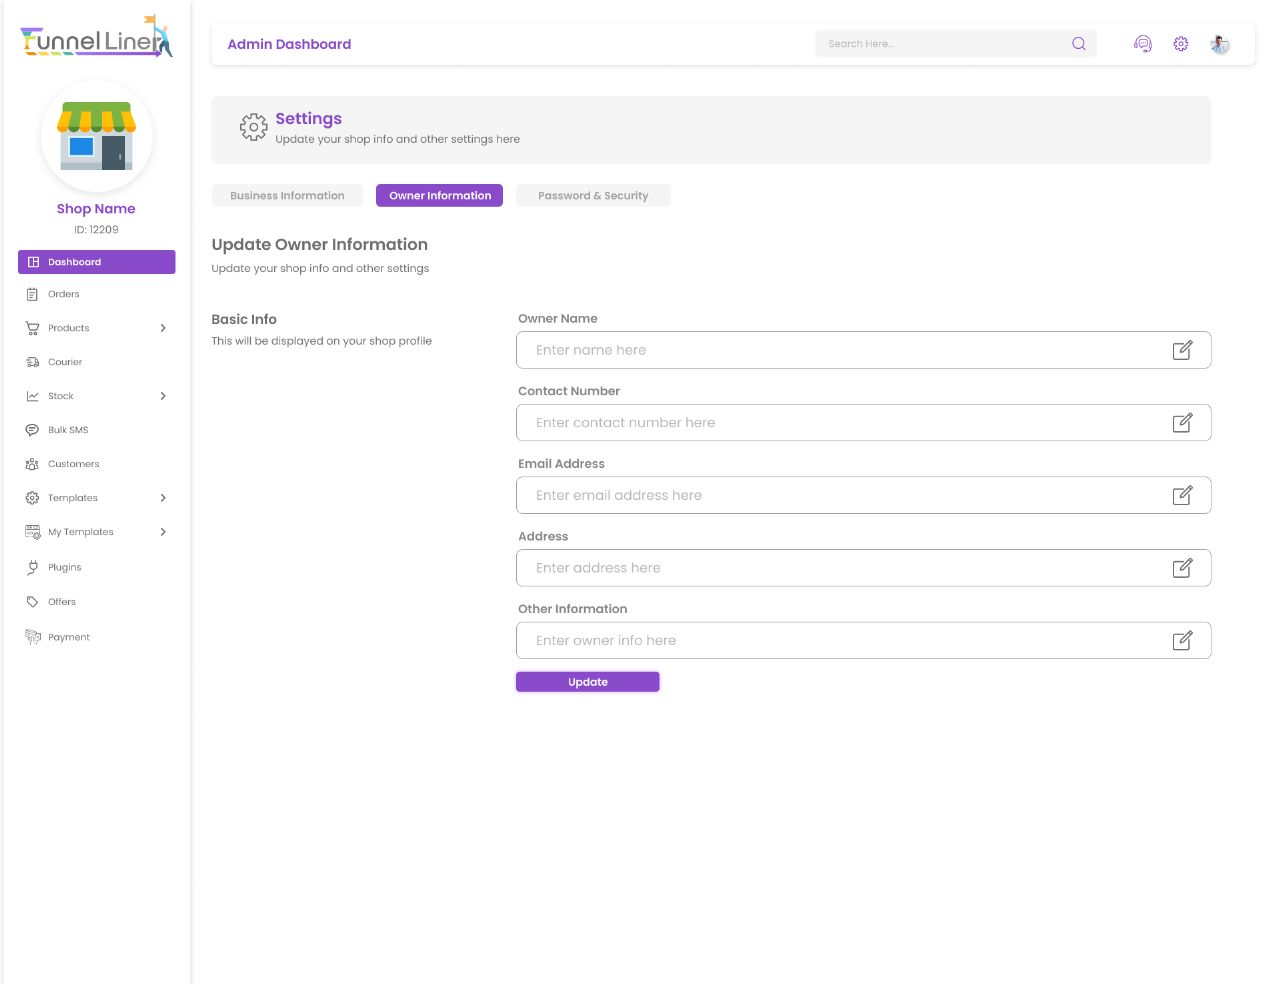 Funnel Liner
Admin Dashboard
Search Here...
Shop Name
ID: 12209
Dashboard
Orders
Products
Courier
Stock
Bulk SMS
Customers
Templates
My Templates
Plugins
Offers
Payment
Settings
Update your shop info and other settings here
Business Information
Owner Information
Password & Security
Update Owner Information
Update your shop info and other settings
Basic Info
This will be displayed on your shop profile
Owner Name
Enter name here
Contact Number
Enter contact number here
Email Address
Enter email address here
Address
Enter address here
Other Information
Enter owner info here
Update